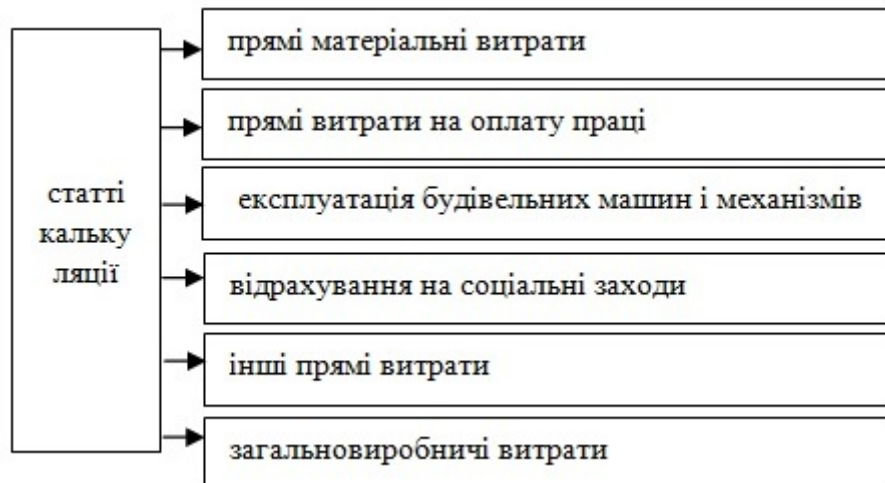 прямі матеріальні витрати
прямі витрати на оплату праці
статті
кальку
ляції
експлуатація будівельних машин і механізмів
відрахування на соціальні заходи
інші прямі витрати
загальновиробничі витрати